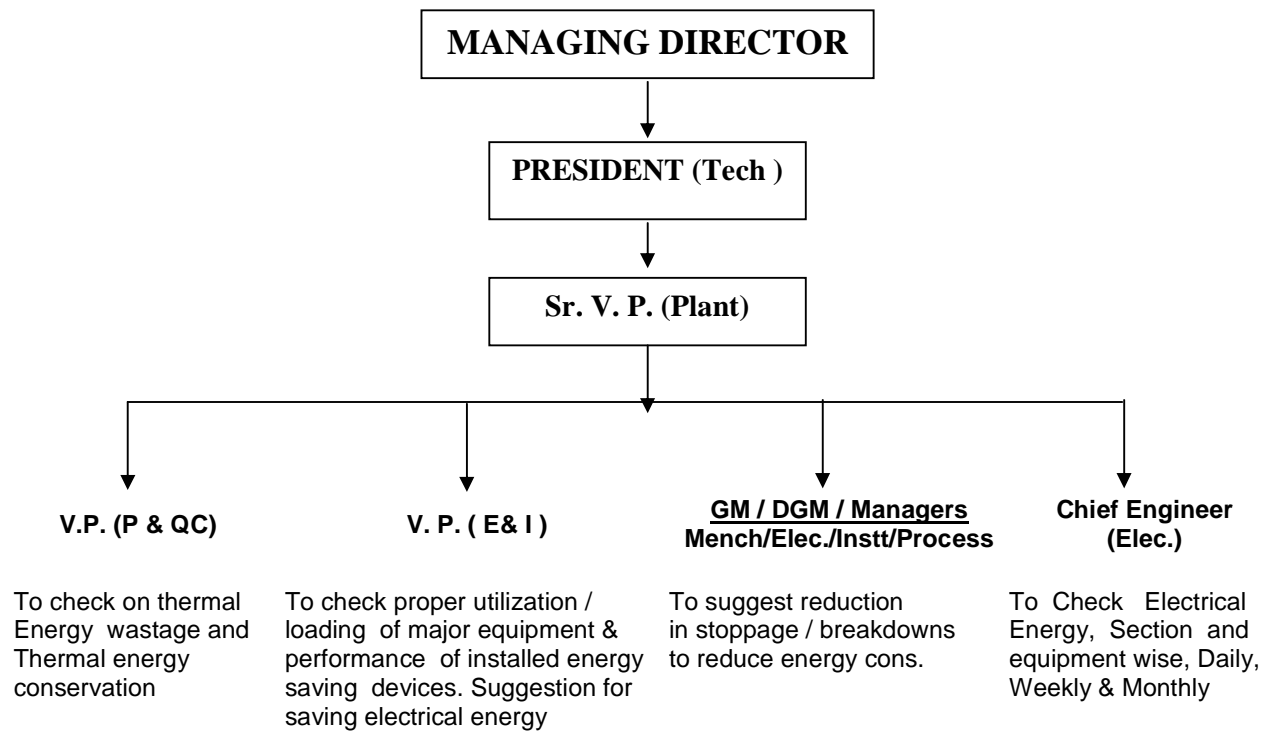 MANAGING DIRECTOR
PRESIDENT (Tech )
Sr. V. P. (Plant)
V.P. (P & QC)
To check on thermal
Energy wastage and
Thermal energy
conservation
V. P. ( E& I )
To check proper utilization /
loading of major equipment &
performance of installed energy
saving devices. Suggestion for
saving electrical energy
GM / DGM / Managers
Mench/Elec./Instt/Process
To suggest reduction
in stoppage / breakdowns
to reduce energy cons.
Chief Engineer
(Elec.)
To Check Electrical
Energy, Section and
equipment wise, Daily,
Weekly & Monthly